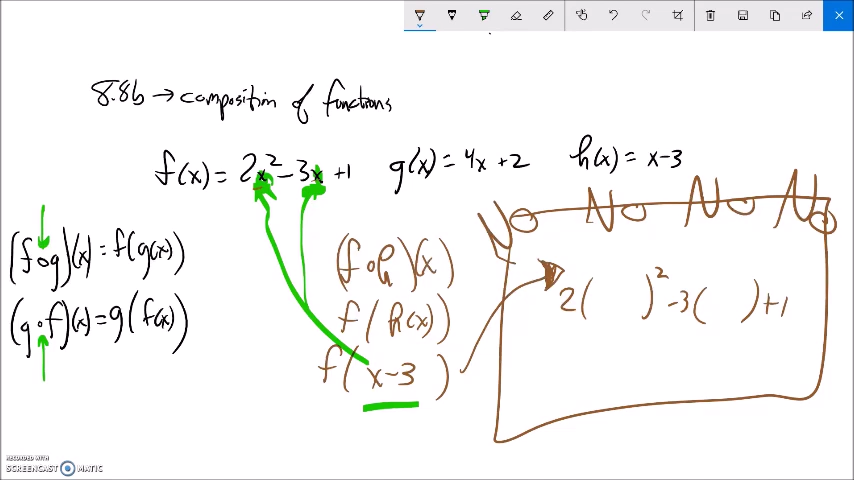 8.8b → composition of functions
f(x) = 2x² - 3x + 1 g(x) = 4x + 2 h(x) = x - 3
NO NO NO NO
(f∘g)(x) = f(g(x))
(g∘f)(x) = g(f(x))
(f∘h)(x)
f(h(x))
f(x-3)
2( )² - 3( ) + 1
RECORDED WITH
SCREENCAST MATIC